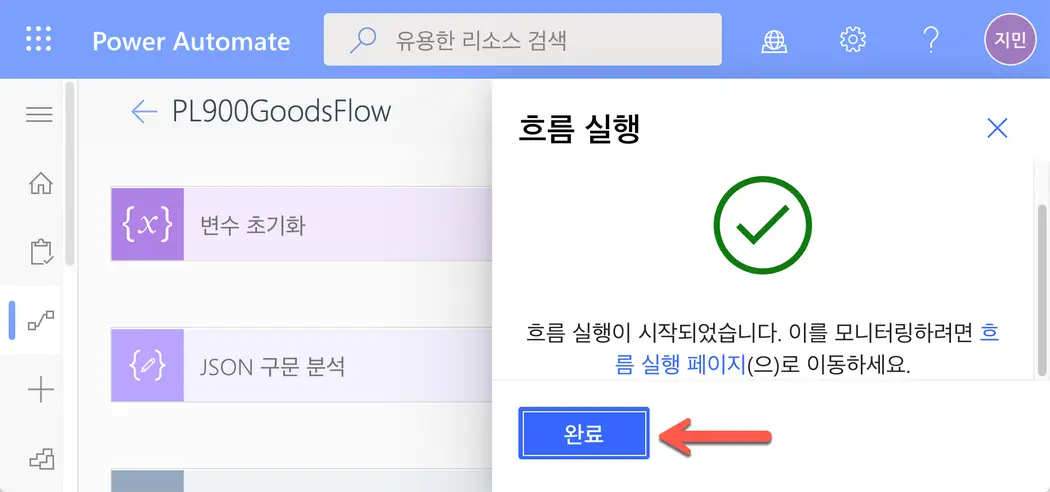 Power Automate
유용한 리소스 검색
?
지민
PL900GoodsFlow
{x} 변수 초기화
JSON 구문 분석
흐름 실행
흐름 실행이 시작되었습니다. 이를 모니터링하려면 흐
름 실행 페이지(으)로 이동하세요.
완료